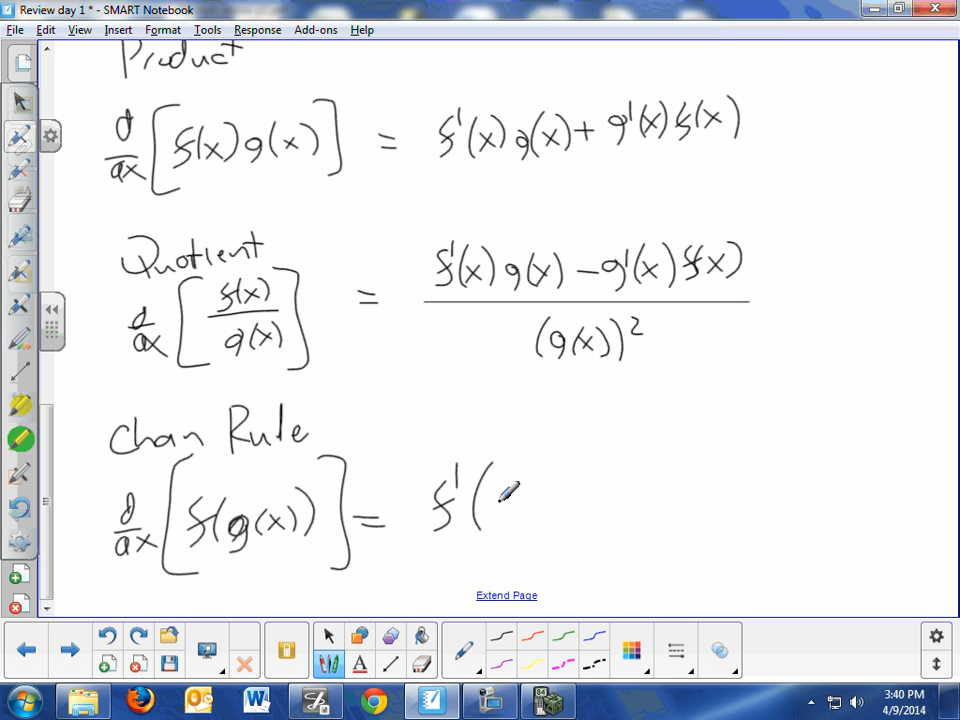 Review day 1 * - SMART Notebook
File Edit View Insert Format Tools Response Add-ons Help
Product
d/dx [f(x)g(x)] = f'(x)g(x)+g'(x)f(x)
Quotient
d/dx [f(x)/g(x)] = f'(x)g(x)-g'(x)f(x)/(g(x))²
Chan Rule
d/dx [f(g(x))] = f'(
Extend Page
3:40 PM
4/9/2014